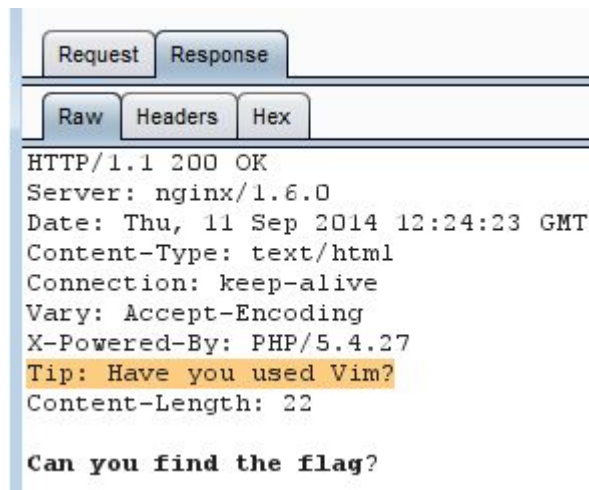 Request Response
Raw Headers Hex
HTTP/1.1 200 OK
Server: nginx/1.6.0
Date: Thu, 11 Sep 2014 12:24:23 GMT
Content-Type: text/html
Connection: keep-alive
Vary: Accept-Encoding
X-Powered-By: PHP/5.4.27
Tip: Have you used Vim?
Content-Length: 22
Can you find the flag?